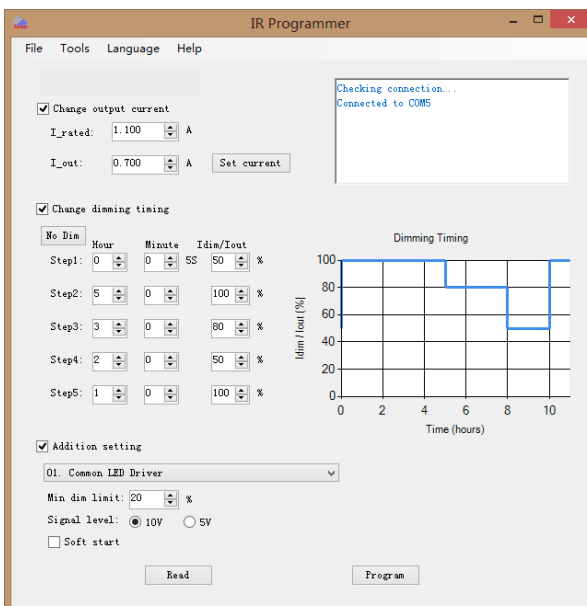 IR Programmer
File Tools Language Help
Checking connection...
Connected to COM5
Change output current
I_rated: 1.100 A
I_out: 0.700 A Set current
Change dimming timing
No Dim
Hour Minute Idim/Iout
Step1: 0 0 5S 50 %
Step2: 5 0 100 %
Step3: 3 0 80 %
Step4: 2 0 50 %
Step5: 1 0 100 %
Dimming Timing
Idim / Iout (%)
100
80
60
40
20
0
0 2 4 6 8 10
Time (hours)
Addition setting
01. Common LED Driver
Min dim limit: 20 %
Signal level: 10V 5V
Soft start
Read Program